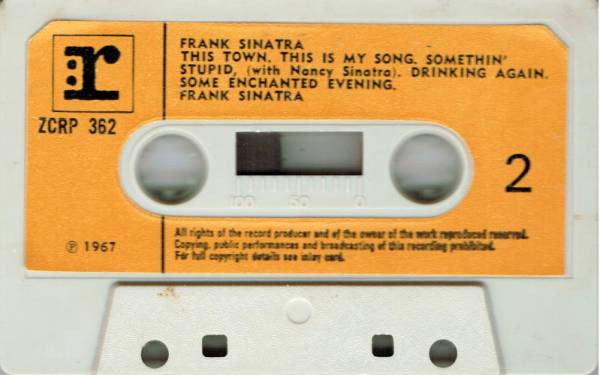 FRANK SINATRA
THIS TOWN. THIS IS MY SONG. SOMETHIN'
STUPID, (with Nancy Sinatra). DRINKING AGAIN.
SOME ENCHANTED EVENING.
FRANK SINATRA
:r
ZCRP 362
100 50 0
2
℗ 1967
All rights of the record producer and of the owner of the work reproduced reserved.
Copying, public performances and broadcasting of this recording prohibited.
For full copyright details see inlay card.